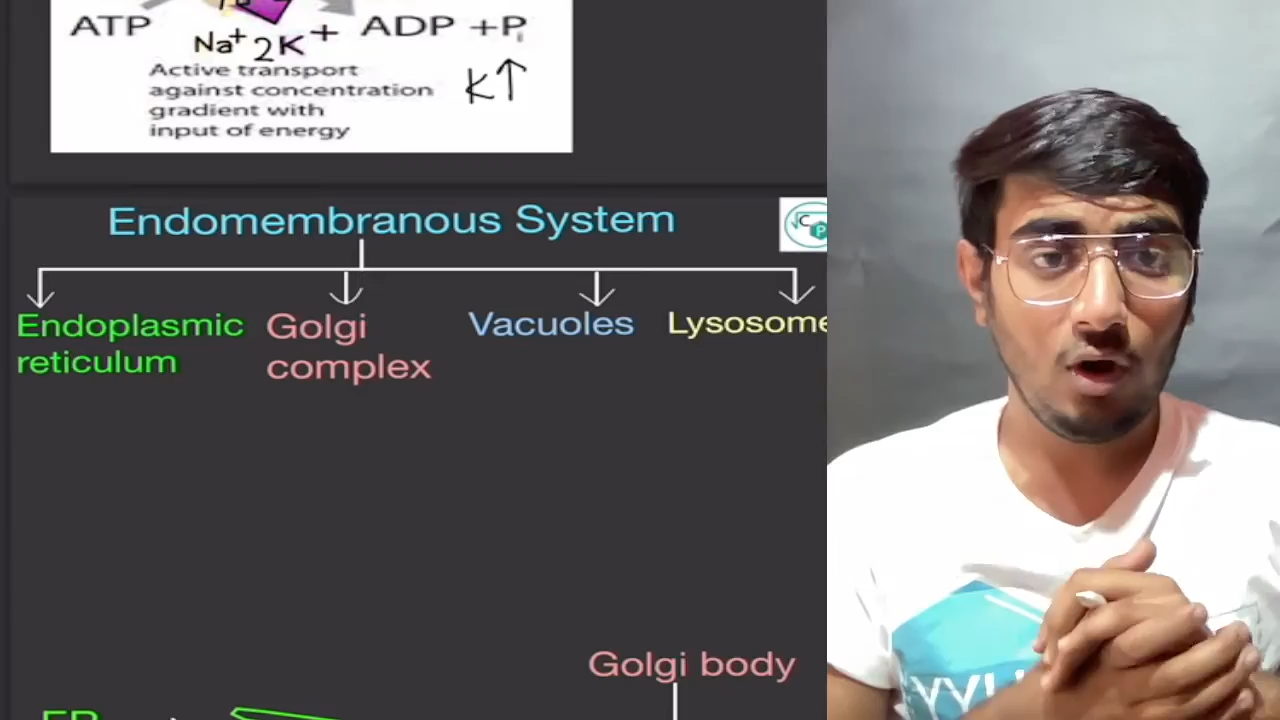 ATP
ADP +Pi
Na+ 2K+
Active transport
against concentration
gradient with
input of energy
K↑
Endomembranous System
C
P
Endoplasmic
reticulum
Golgi
complex
Vacuoles
Lysosome
Golgi body
ER